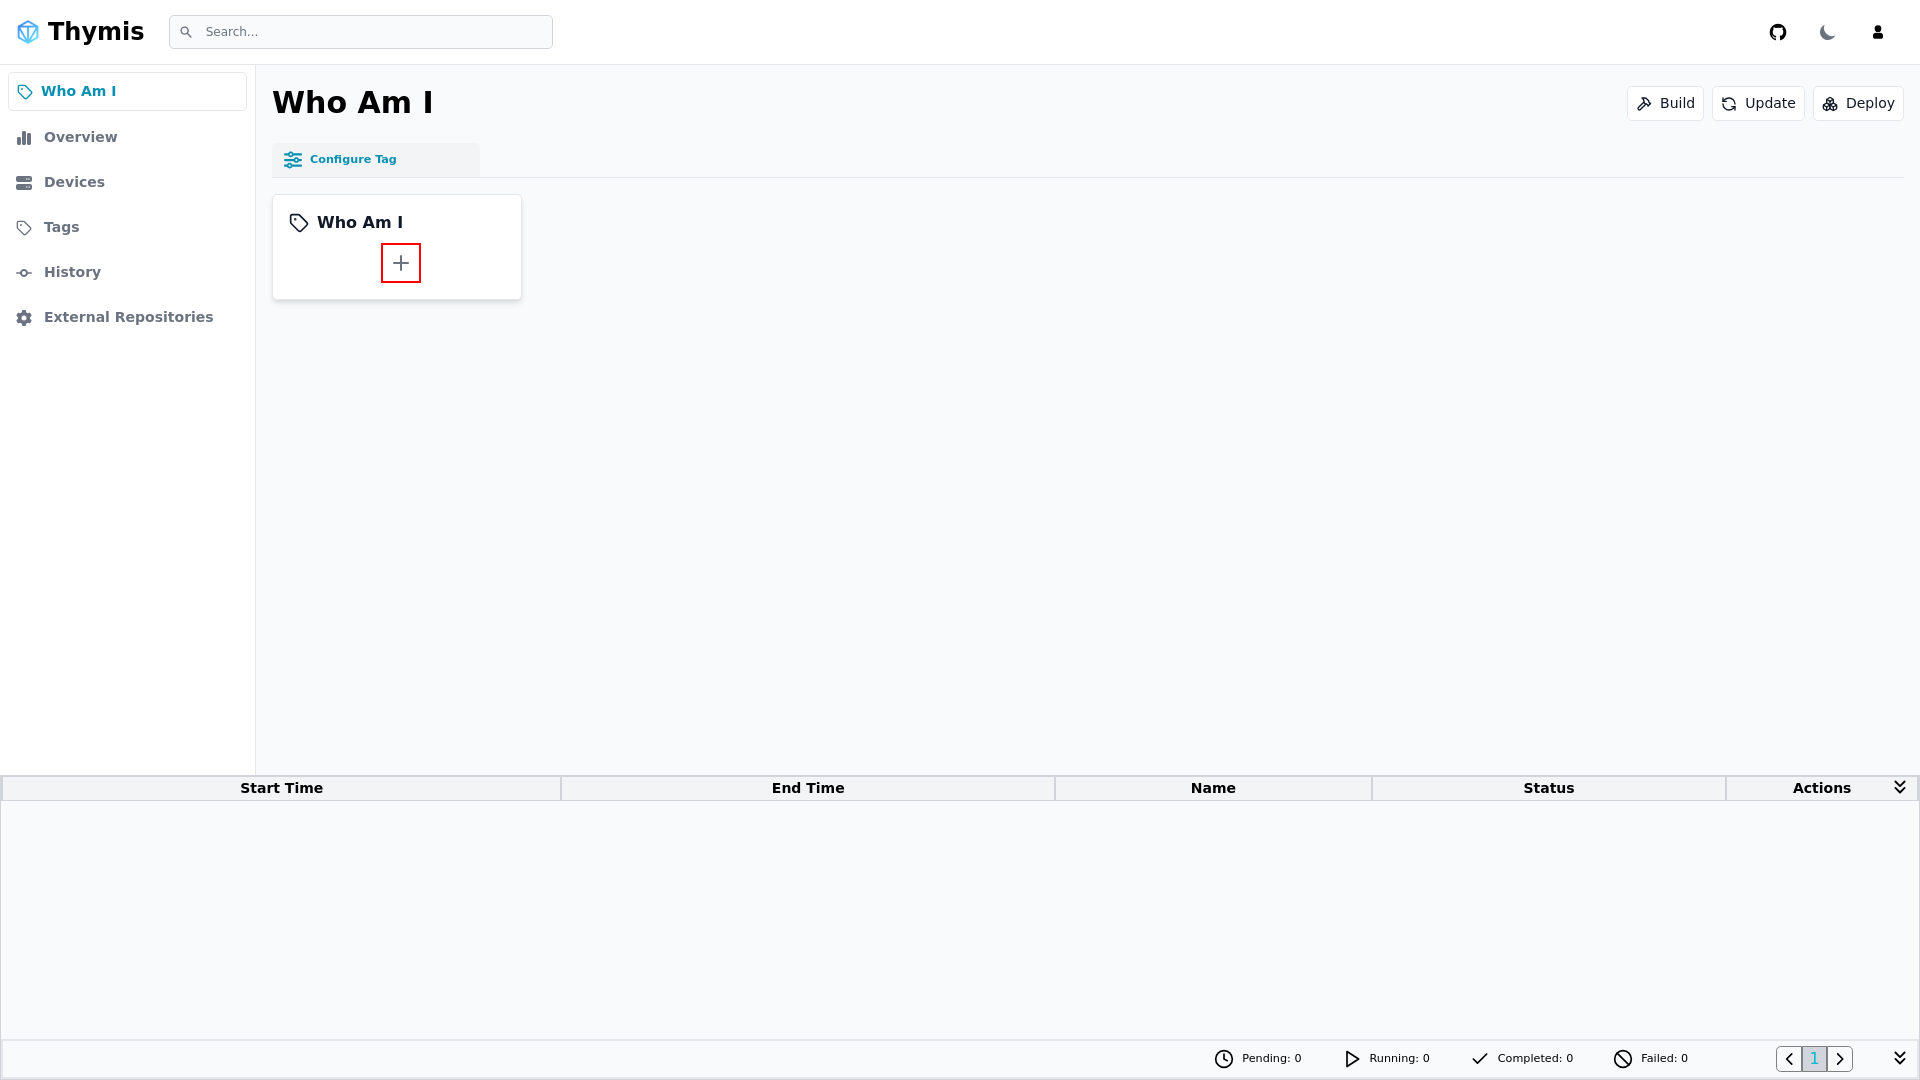 Thymis
Search...
Who Am I
Overview
Devices
Tags
History
External Repositories
Who Am I
Build
Update
Deploy
Configure Tag
Who Am I
Start Time
End Time
Name
Status
Actions
Pending: 0
Running: 0
Completed: 0
Failed: 0
1